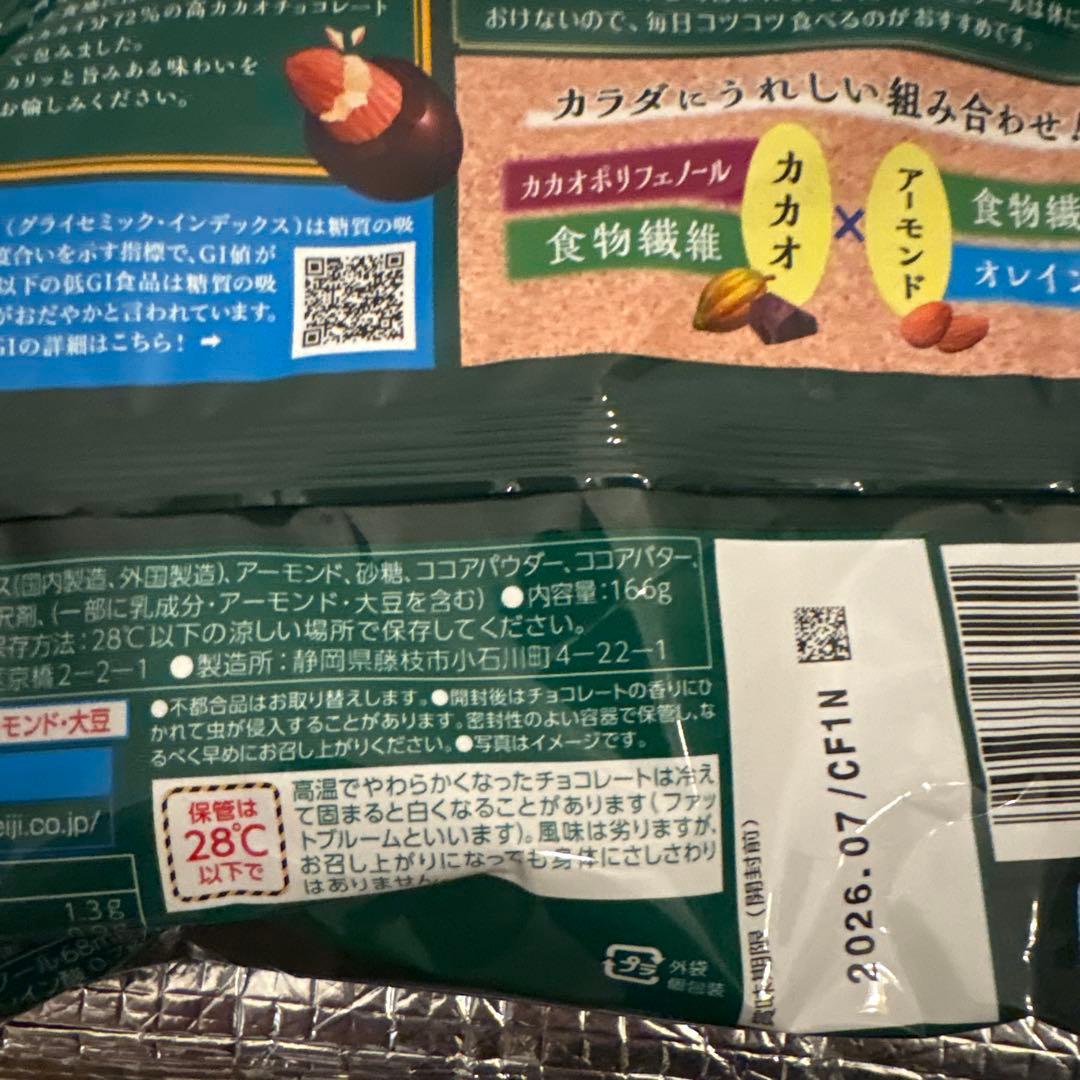 カカオ分72%の高カカオチョコレート
で包みました。
カリッと旨みある味わいを
お愉しみください。
おけないので、毎日コツコツ食べるのがおすすめです。
カラダにうれしい組み合わせ!
カカオポリフェノール
食物繊維
カカオ
×
アーモンド
食物繊
オレイン
(グライセミック・インデックス)は糖質の吸
度合いを示す指標で、GI値が
以下の低GI食品は糖質の吸
がおだやかと言われています。
GIの詳細はこちら! ➡
ス(国内製造、外国製造)、アーモンド、砂糖、ココアパウダー、ココアバター、
沢剤、(一部に乳成分・アーモンド・大豆を含む) ●内容量:166g
保存方法:28℃以下の涼しい場所で保存してください。
京橋2-2-1 ●製造所:静岡県藤枝市小石川町4-22-1
●不都合品はお取り替えします。●開封後はチョコレートの香りにひ
かれて虫が侵入することがあります。密封性のよい容器で保管し、な
るべく早めにお召し上がりください。●写真はイメージです。
モンド・大豆
eiji.co.jp/
保管は
28℃
以下で
高温でやわらかくなったチョコレートは冷え
て固まると白くなることがあります(ファッ
トブルームといいます)。風味は劣りますが、
お召し上がりになっても身体にさしさわり
はありません
1.3g
プラ
外袋
個包装
賞味期限(開封前)
2026.07/CF1N